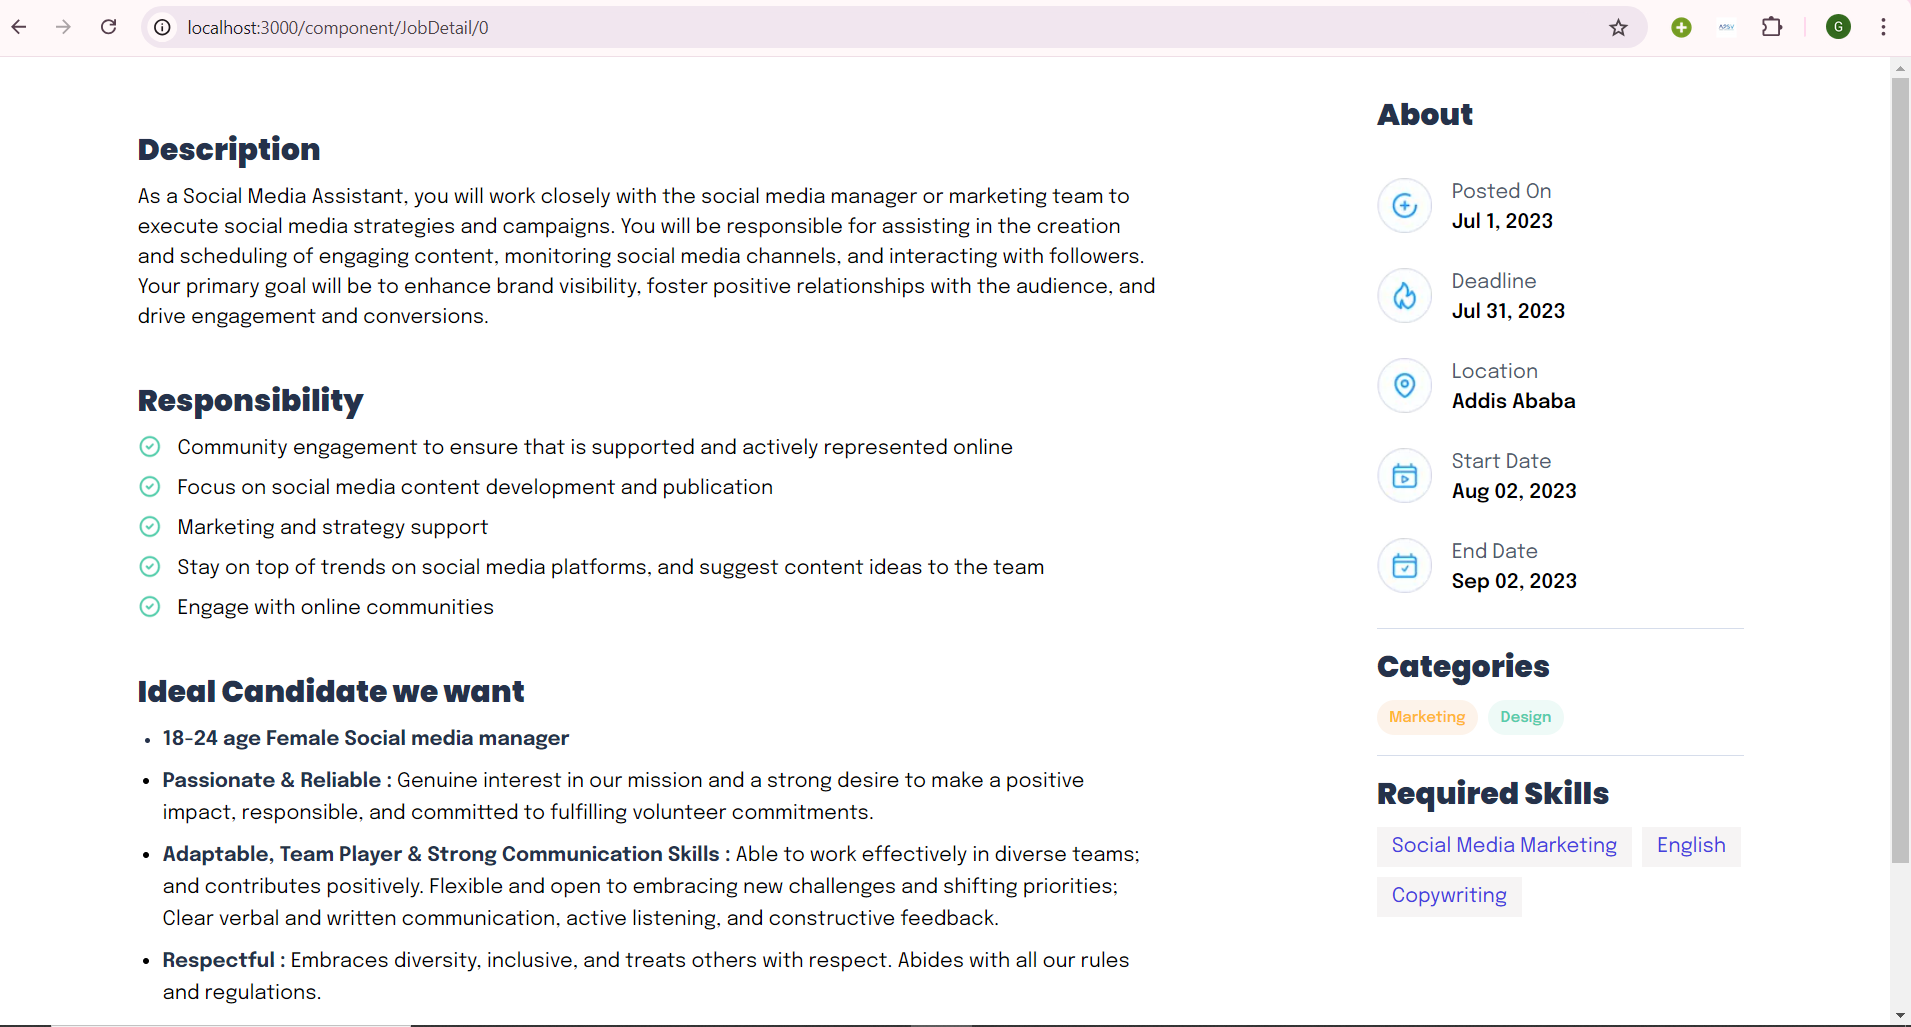 localhost:3000/component/JobDetail/0
G
Description
As a Social Media Assistant, you will work closely with the social media manager or marketing team to
execute social media strategies and campaigns. You will be responsible for assisting in the creation
and scheduling of engaging content, monitoring social media channels, and interacting with followers.
Your primary goal will be to enhance brand visibility, foster positive relationships with the audience, and
drive engagement and conversions.
Responsibility
Community engagement to ensure that is supported and actively represented online
Focus on social media content development and publication
Marketing and strategy support
Stay on top of trends on social media platforms, and suggest content ideas to the team
Engage with online communities
Ideal Candidate we want
• 18-24 age Female Social media manager
• Passionate & Reliable : Genuine interest in our mission and a strong desire to make a positive
impact, responsible, and committed to fulfilling volunteer commitments.
• Adaptable, Team Player & Strong Communication Skills : Able to work effectively in diverse teams;
and contributes positively. Flexible and open to embracing new challenges and shifting priorities;
Clear verbal and written communication, active listening, and constructive feedback.
• Respectful : Embraces diversity, inclusive, and treats others with respect. Abides with all our rules
and regulations.
About
Posted On
Jul 1, 2023
Deadline
Jul 31, 2023
Location
Addis Ababa
Start Date
Aug 02, 2023
End Date
Sep 02, 2023
Categories
Marketing Design
Required Skills
Social Media Marketing English
Copywriting